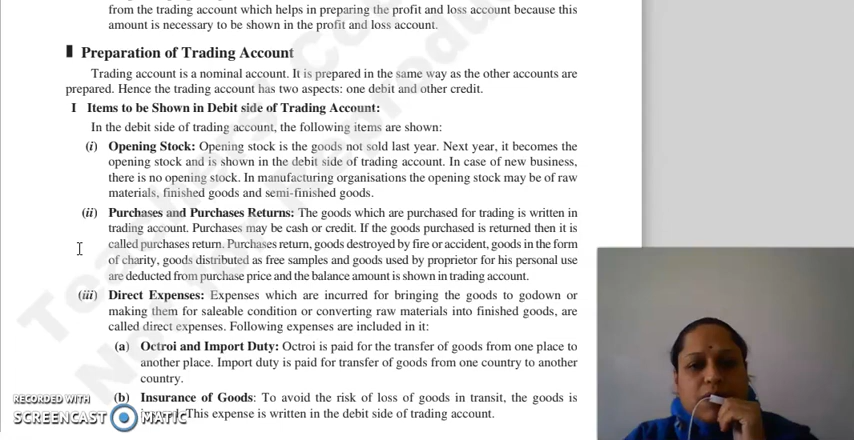 from the trading account which helps in preparing the profit and loss account because this
amount is necessary to be shown in the profit and loss account.
Preparation of Trading Account
Trading account is a nominal account. It is prepared in the same way as the other accounts are
prepared. Hence the trading account has two aspects: one debit and other credit.
I Items to be Shown in Debit side of Trading Account:
In the debit side of trading account, the following items are shown:
(i) Opening Stock: Opening stock is the goods not sold last year. Next year, it becomes the
opening stock and is shown in the debit side of trading account. In case of new business,
there is no opening stock. In manufacturing organisations the opening stock may be of raw
materials, finished goods and semi-finished goods.
(ii) Purchases and Purchases Returns: The goods which are purchased for trading is written in
trading account. Purchases may be cash or credit. If the goods purchased is returned then it is
called purchases return. Purchases return, goods destroyed by fire or accident, goods in the form
of charity, goods distributed as free samples and goods used by proprietor for his personal use
are deducted from purchase price and the balance amount is shown in trading account.
(iii) Direct Expenses: Expenses which are incurred for bringing the goods to godown or
making them for saleable condition or converting raw materials into finished goods, are
called direct expenses. Following expenses are included in it:
(a) Octroi and Import Duty: Octroi is paid for the transfer of goods from one place to
another place. Import duty is paid for transfer of goods from one country to another
country.
(b) Insurance of Goods: To avoid the risk of loss of goods in transit, the goods is
This expense is written in the debit side of trading account.
RECORDED WITH
SCREENCAST MATIC